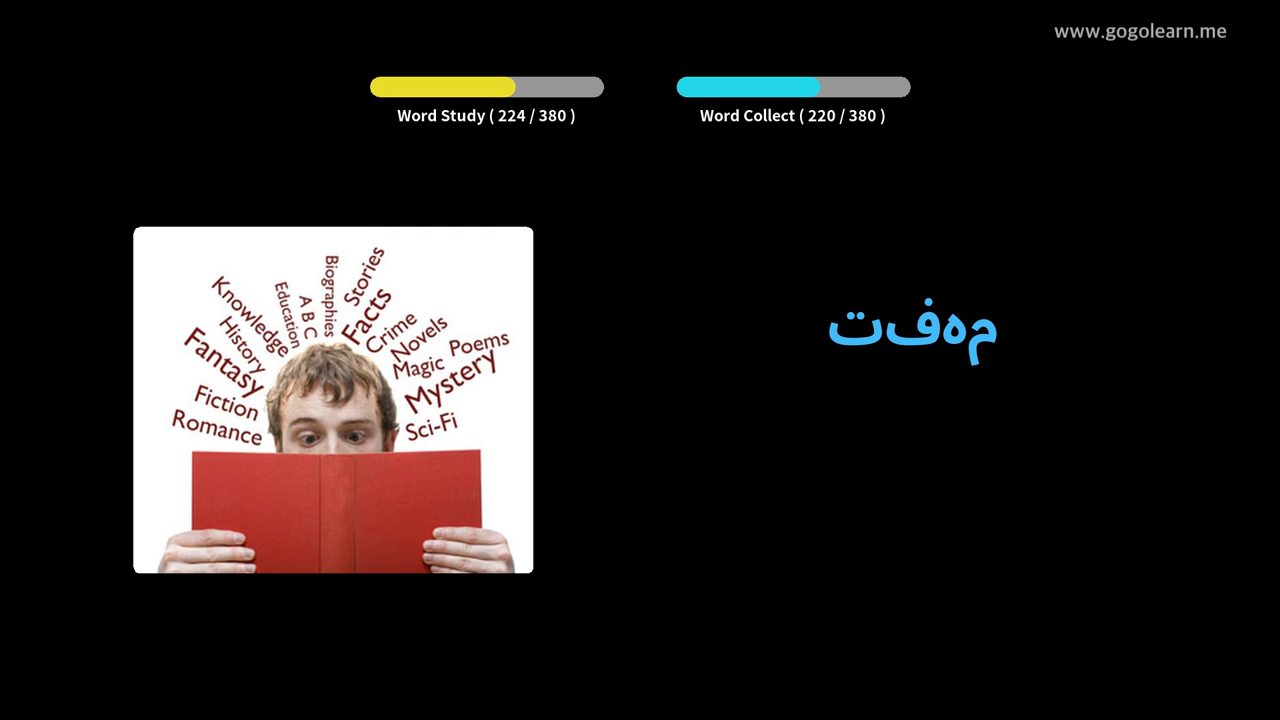 www.gogolearn.me
Word Study ( 224 / 380 )
Word Collect ( 220 / 380 )
Romance
Fiction
Fantasy
History
Knowledge
Education
A B C
Biographies
Stories
Facts
Crime
Novels
Magic
Poems
Mystery
Sci-Fi
تفهم